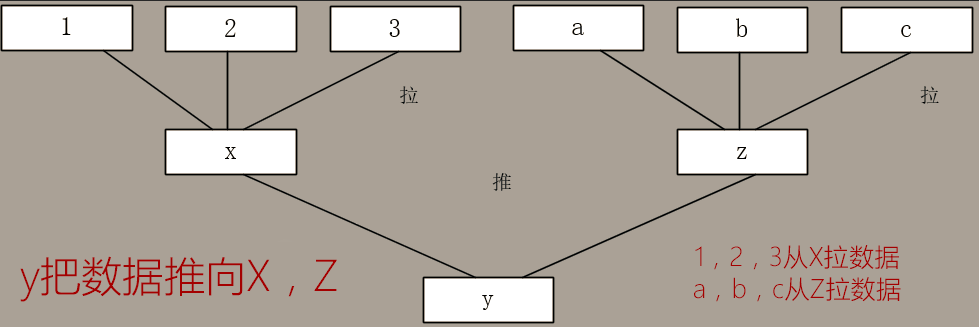 1 2 3 a b c
拉 拉
x z
推
y把数据推向X，Z
1，2，3从X拉数据
a，b，c从Z拉数据
y